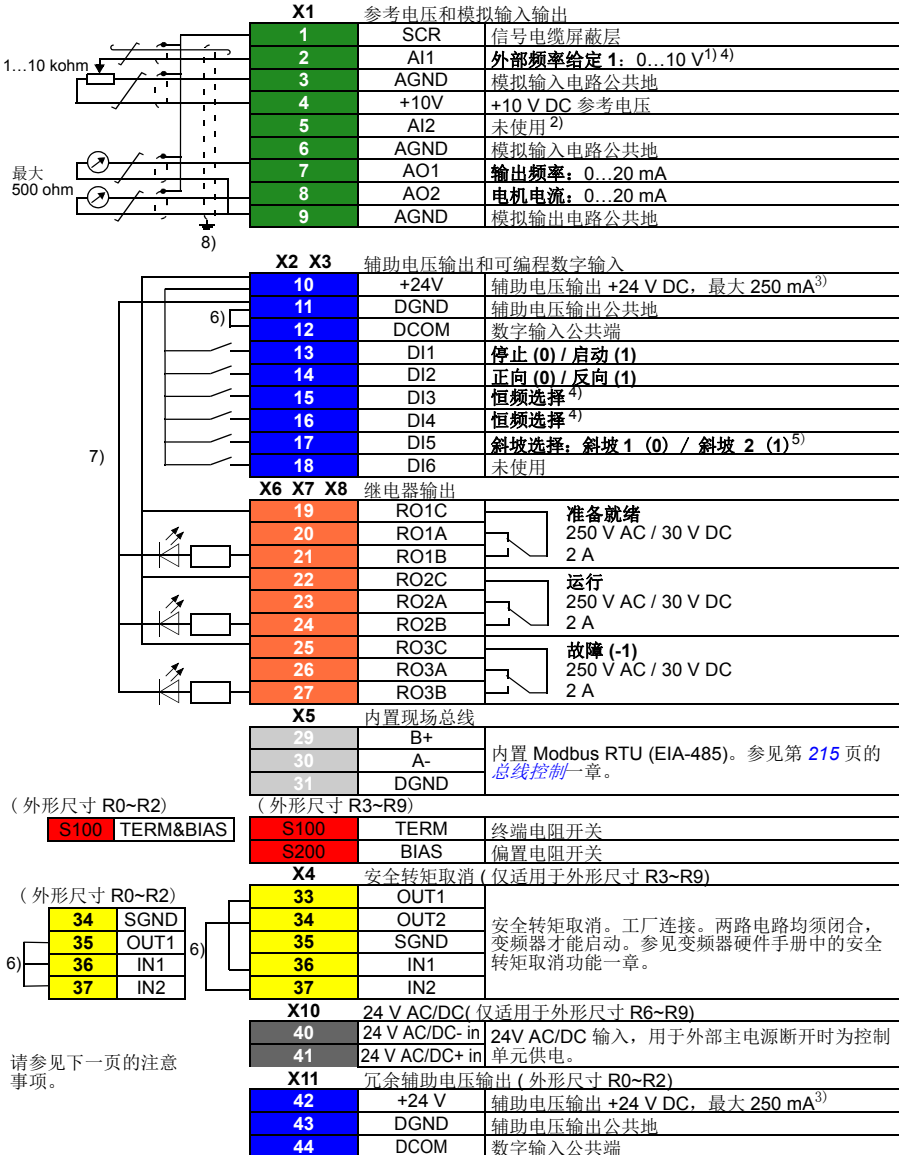 X1 参考电压和模拟输入输出
1 SCR 信号电缆屏蔽层
2 AI1 外部频率给定 1：0…10 V1) 4)
1…10 kohm
3 AGND 模拟输入电路公共地
4 +10V +10 V DC 参考电压
5 AI2 未使用 2)
6 AGND 模拟输入电路公共地
7 AO1 输出频率：0…20 mA
最大
500 ohm
8 AO2 电机电流：0…20 mA
9 AGND 模拟输出电路公共地
8)
X2 X3 辅助电压输出和可编程数字输入
10 +24V 辅助电压输出 +24 V DC，最大 250 mA3)
11 DGND 辅助电压输出公共地
6)
12 DCOM 数字输入公共端
13 DI1 停止 (0) / 启动 (1)
14 DI2 正向 (0) / 反向 (1)
15 DI3 恒频选择 4)
16 DI4 恒频选择 4)
17 DI5 斜坡选择：斜坡 1（0）/ 斜坡 2（1）5)
7)
18 DI6 未使用
X6 X7 X8 继电器输出
19 RO1C 准备就绪
20 RO1A 250 V AC / 30 V DC
21 RO1B 2 A
22 RO2C 运行
23 RO2A 250 V AC / 30 V DC
24 RO2B 2 A
25 RO3C 故障 (-1)
26 RO3A 250 V AC / 30 V DC
27 RO3B 2 A
X5 内置现场总线
29 B+
30 A-
31 DGND
内置 Modbus RTU (EIA-485)。参见第 215 页的
总线控制一章。
（外形尺寸 R0~R2）
S100 TERM&BIAS
（外形尺寸 R3~R9）
S100 TERM 终端电阻开关
S200 BIAS 偏置电阻开关
X4 安全转矩取消 ( 仅适用于外形尺寸 R3~R9)
33 OUT1
34 OUT2
35 SGND
36 IN1
37 IN2
安全转矩取消。工厂连接。两路电路均须闭合，
变频器才能启动。参见变频器硬件手册中的安全
转矩取消功能一章。
6)
（外形尺寸 R0~R2）
34 SGND
35 OUT1
36 IN1
37 IN2
6)
X10 24 V AC/DC( 仅适用于外形尺寸 R6~R9)
40 24 V AC/DC- in
41 24 V AC/DC+ in
24V AC/DC 输入，用于外部主电源断开时为控制
单元供电。
请参见下一页的注意
事项。
X11 冗余辅助电压输出 ( 外形尺寸 R0~R2)
42 +24 V 辅助电压输出 +24 V DC，最大 250 mA3)
43 DGND 辅助电压输出公共地
44 DCOM 数字输入公共端